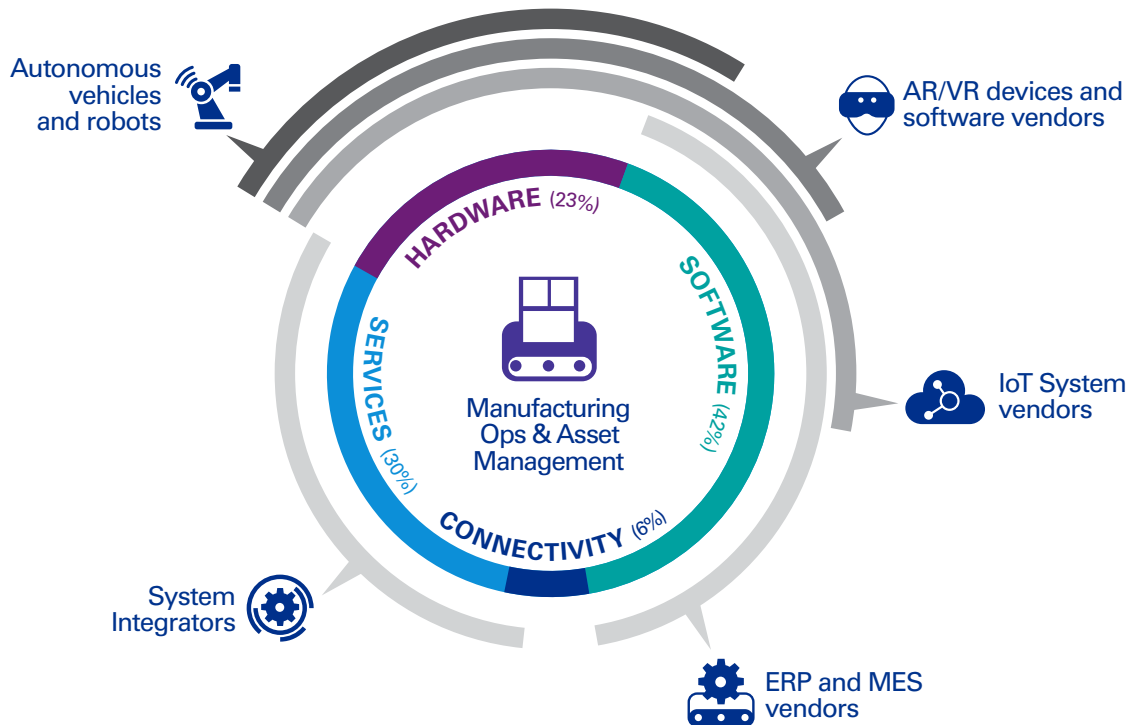 Autonomous
vehicles
and robots
AR/VR devices and
software vendors
HARDWARE (23%)
SOFTWARE (42%)
SERVICES (30%)
CONNECTIVITY (6%)
Manufacturing
Ops & Asset
Management
IoT System
vendors
System
Integrators
ERP and MES
vendors